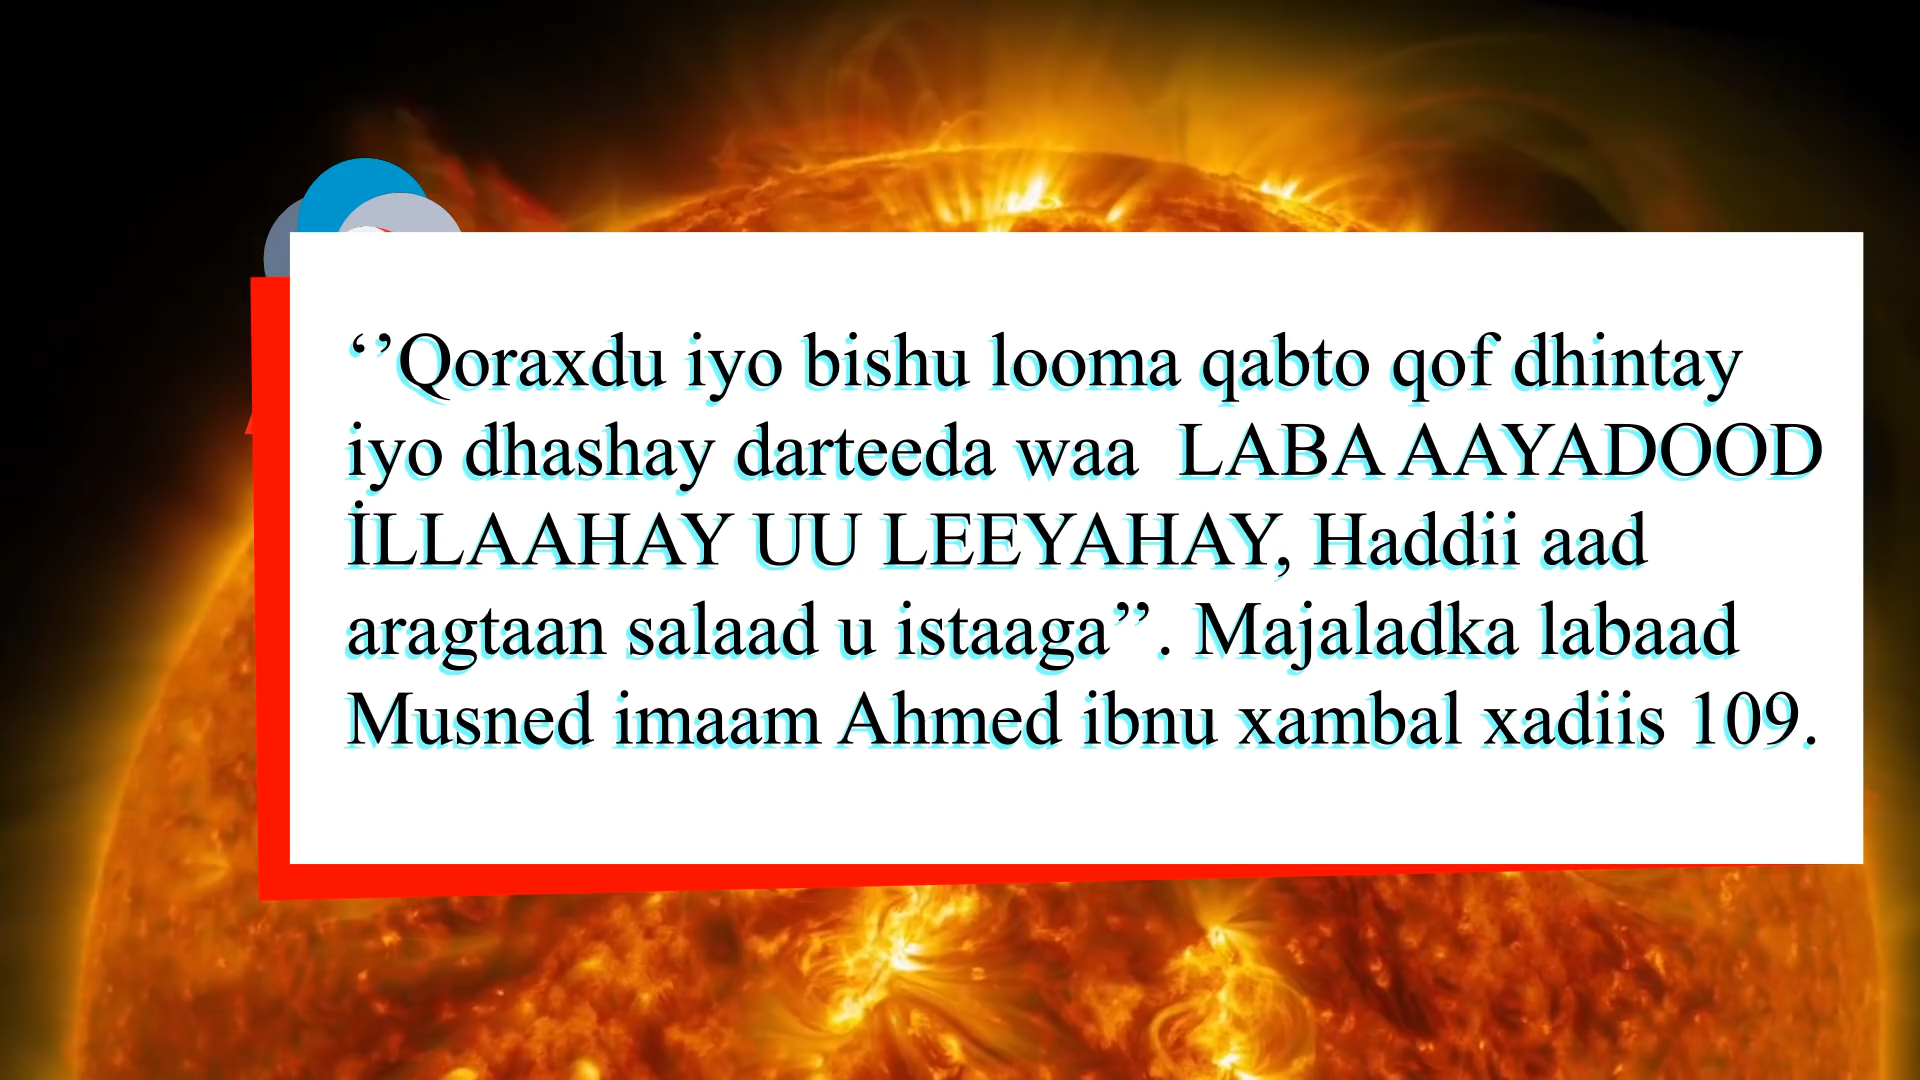 ‘’Qoraxdu iyo bishu looma qabto qof dhintay
iyo dhashay darteeda waa LABA AAYADOOD
İLLAAHAY UU LEEYAHAY, Haddii aad
aragtaan salaad u istaaga’’. Majaladka labaad
Musned imaam Ahmed ibnu xambal xadiis 109.